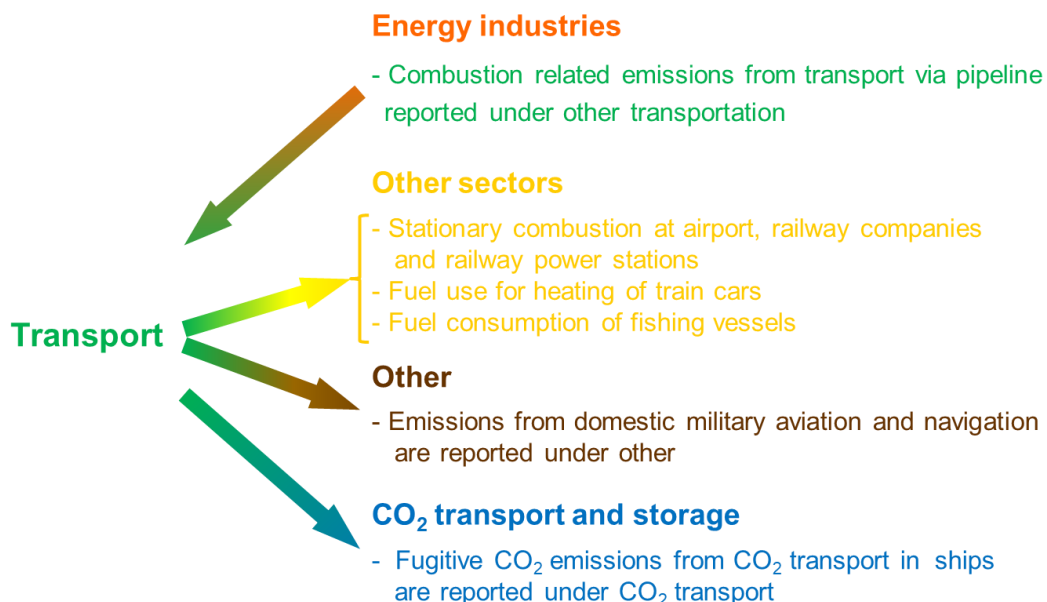 Energy industries
- Combustion related emissions from transport via pipeline
reported under other transportation
Other sectors
- Stationary combustion at airport, railway companies
and railway power stations
- Fuel use for heating of train cars
- Fuel consumption of fishing vessels
Transport
Other
- Emissions from domestic military aviation and navigation
are reported under other
CO₂ transport and storage
- Fugitive CO₂ emissions from CO₂ transport in ships
are reported under CO₂ transport